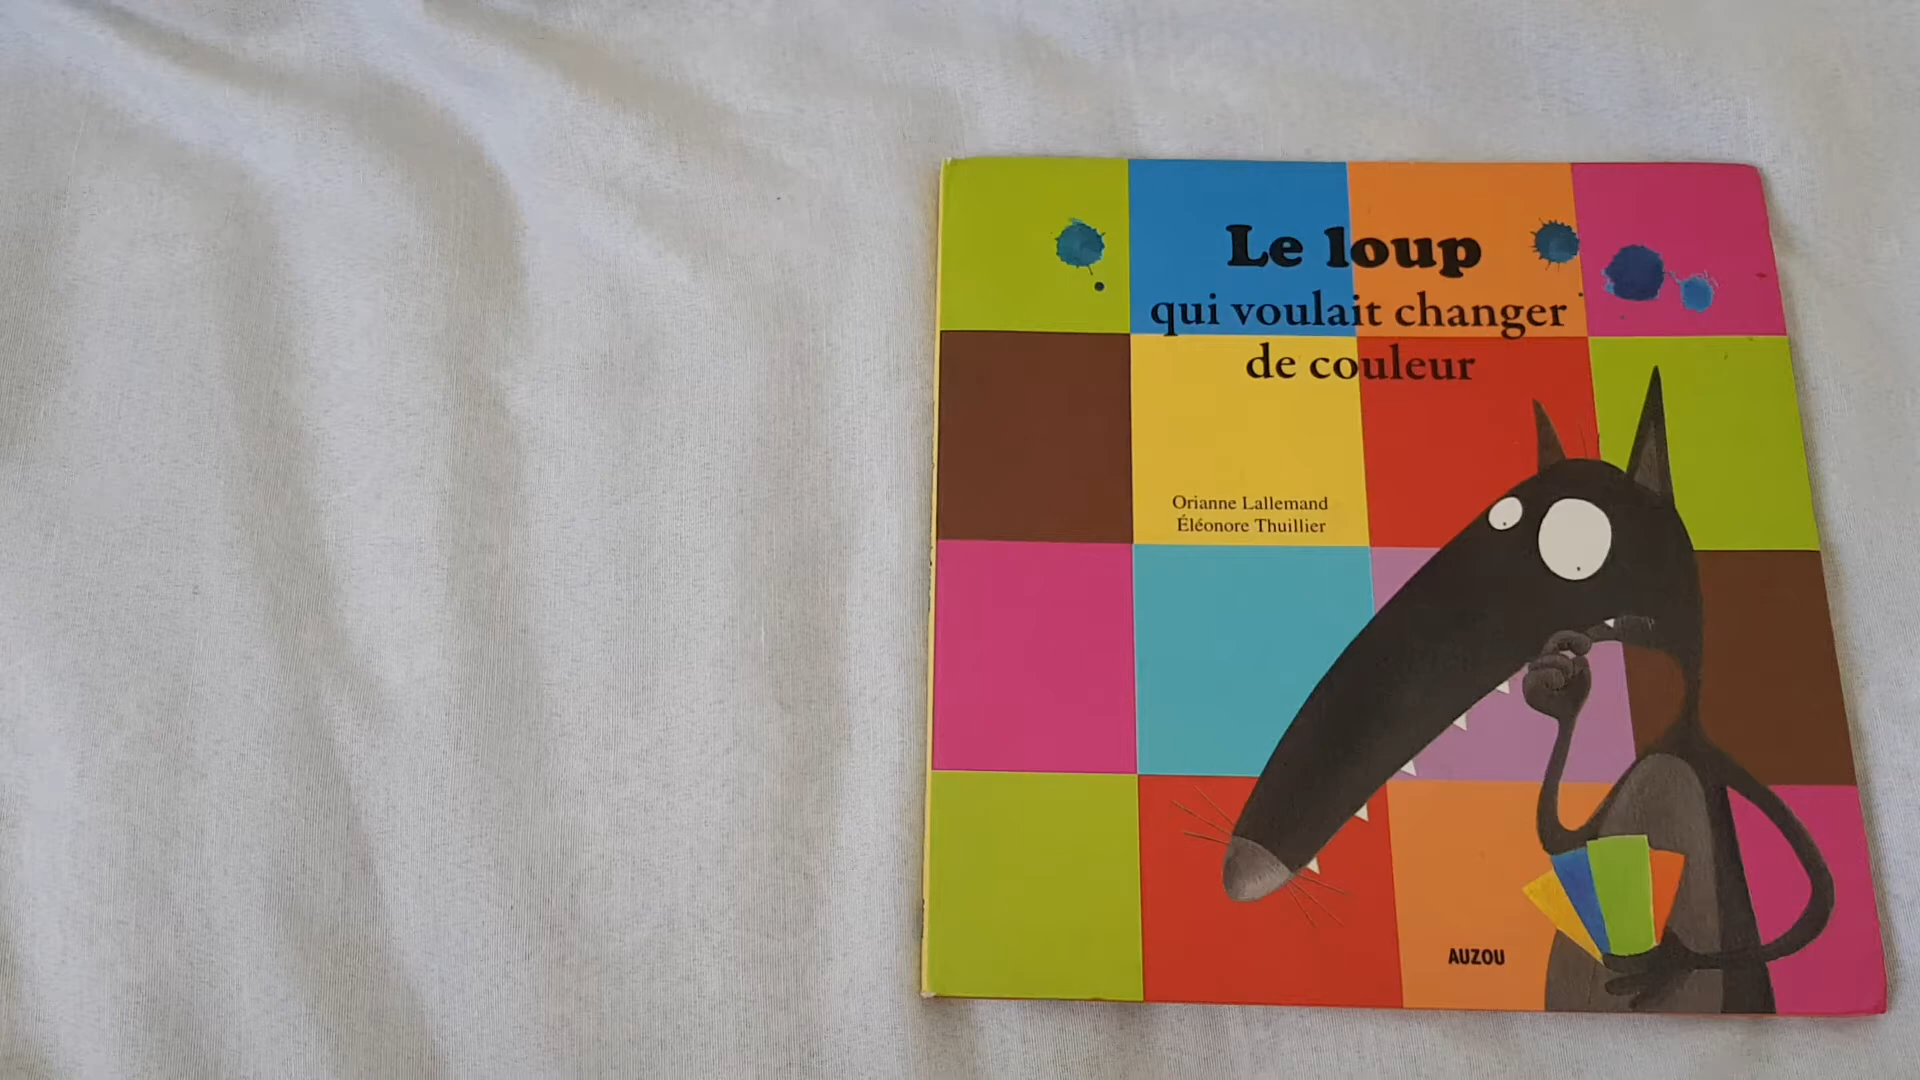 Le loup
qui voulait changer
de couleur
Orianne Lallemand
Éléonore Thuillier
AUZOU